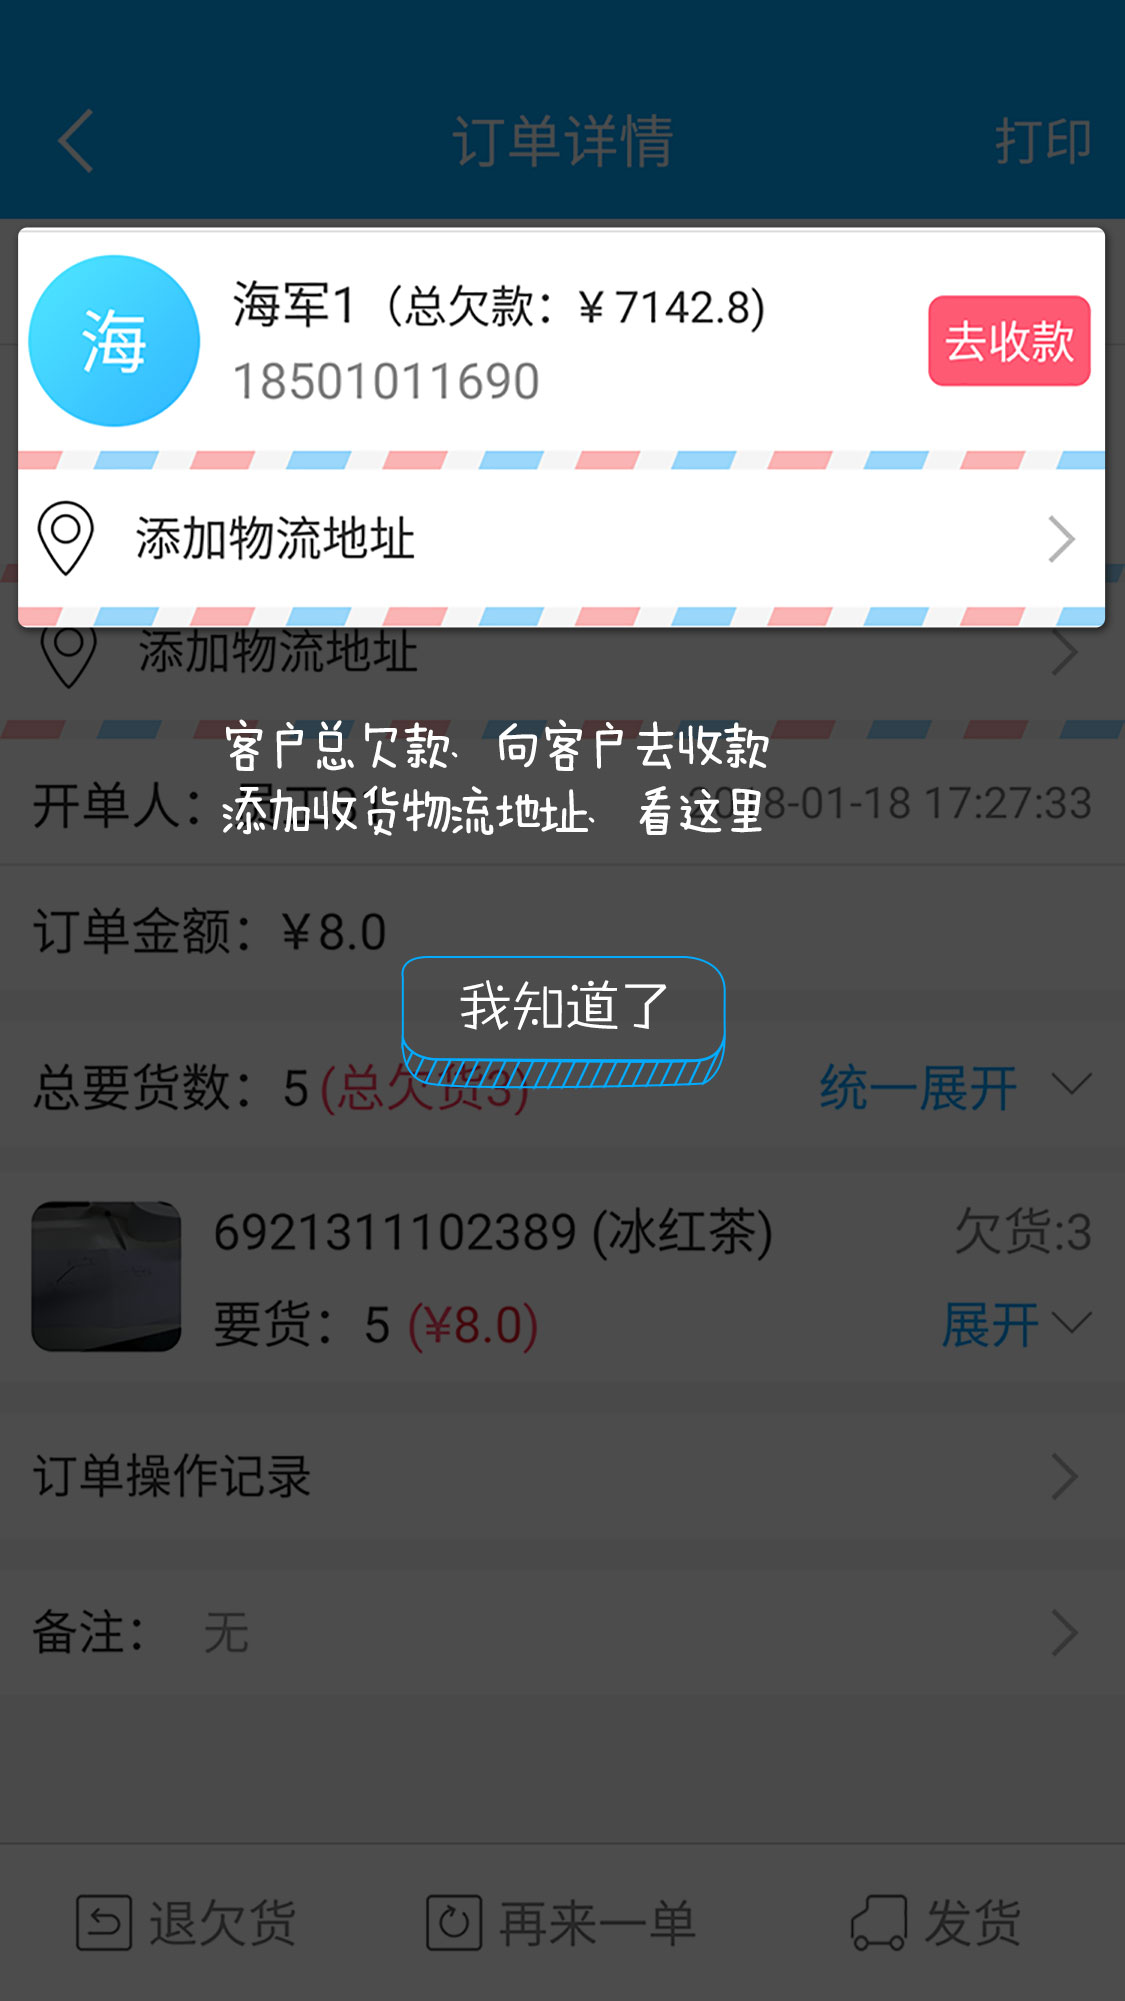 订单详情
打印
海
海军1（总欠款：¥ 7142.8)
18501011690
去收款
添加物流地址
添加物流地址
客户总欠款、向客户去收款
添加收货物流地址、看这里
开单人：
8-01-18 17:27:33
订单金额：¥8.0
我知道了
总要货数：5 (总欠货3)
统一展开
6921311102389 (冰红茶)
欠货:3
要货：5 (¥8.0)
展开
订单操作记录
备注：
无
退欠货
再来一单
发货